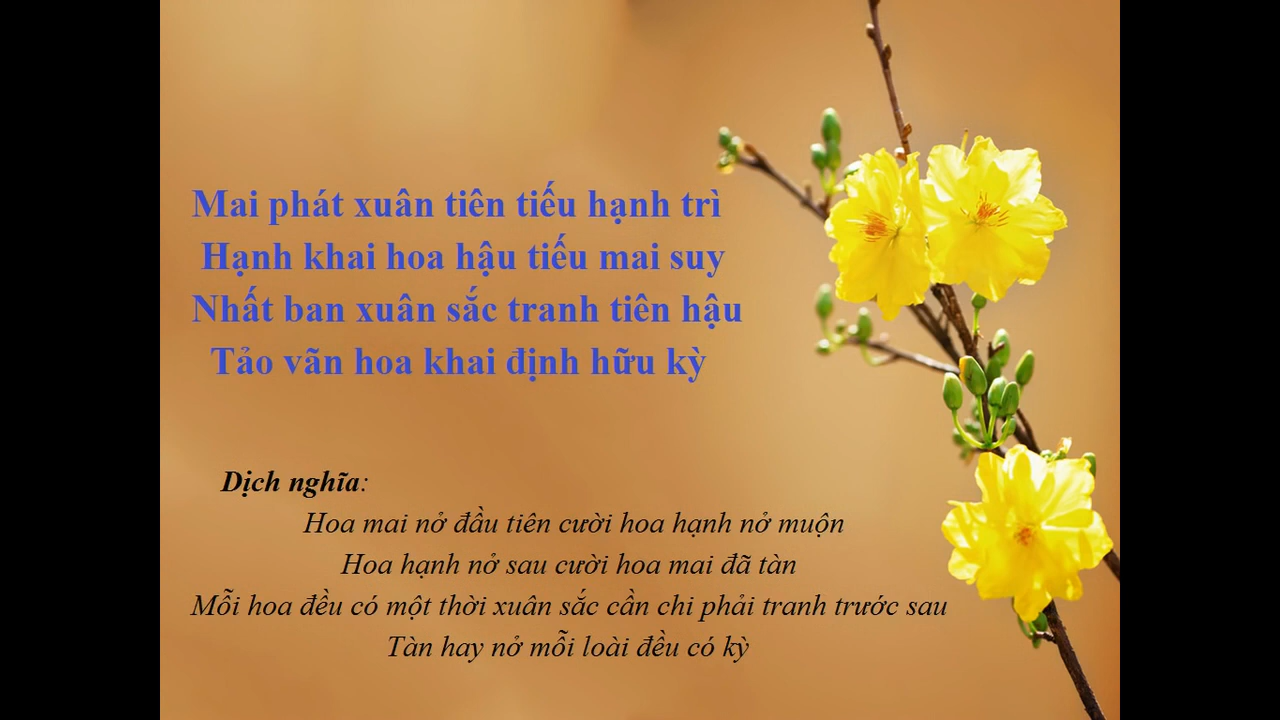 Mai phát xuân tiên tiếu hạnh trì
Hạnh khai hoa hậu tiếu mai suy
Nhất ban xuân sắc tranh tiên hậu
Tảo vãn hoa khai định hữu kỳ
Dịch nghĩa:
Hoa mai nở đầu tiên cười hoa hạnh nở muộn
Hoa hạnh nở sau cười hoa mai đã tàn
Mỗi hoa đều có một thời xuân sắc cần chi phải tranh trước sau
Tàn hay nở mỗi loài đều có kỳ